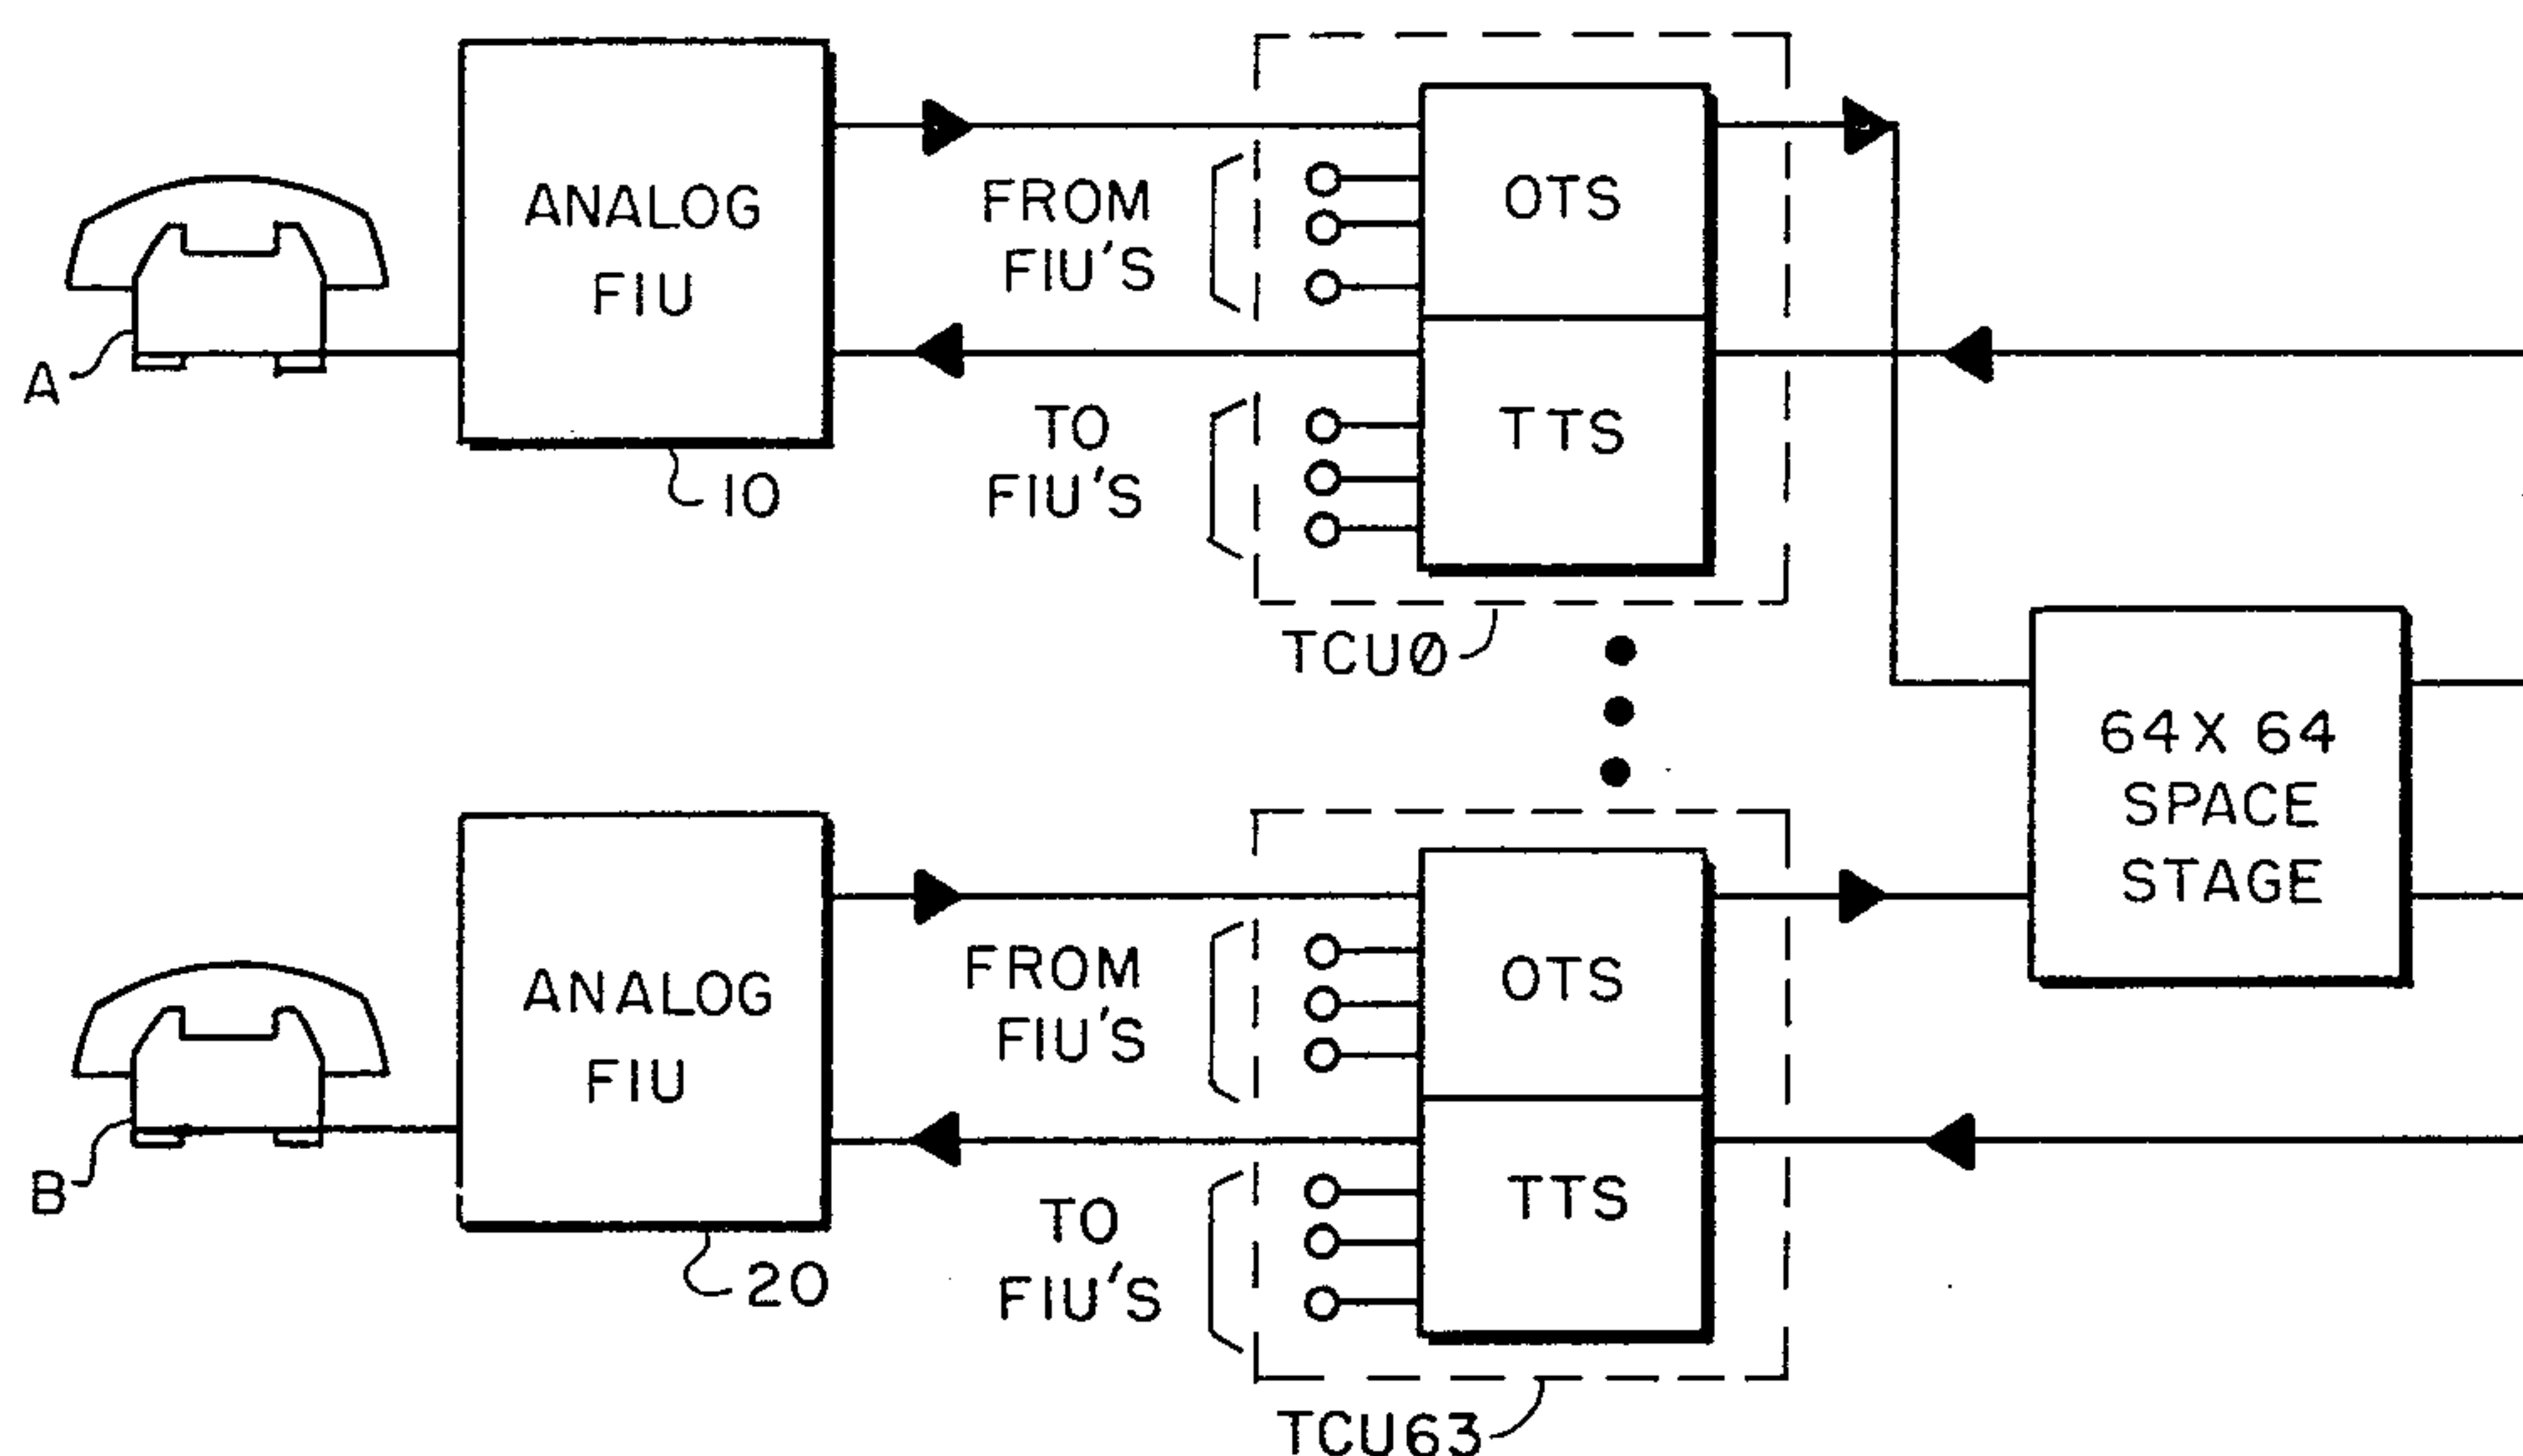 ANALOG
FIU
A
10
FROM
FIU'S
TO
FIU'S
OTS
TTS
TCU0
64 X 64
SPACE
STAGE
ANALOG
FIU
B
20
FROM
FIU'S
TO
FIU'S
OTS
TTS
TCU63